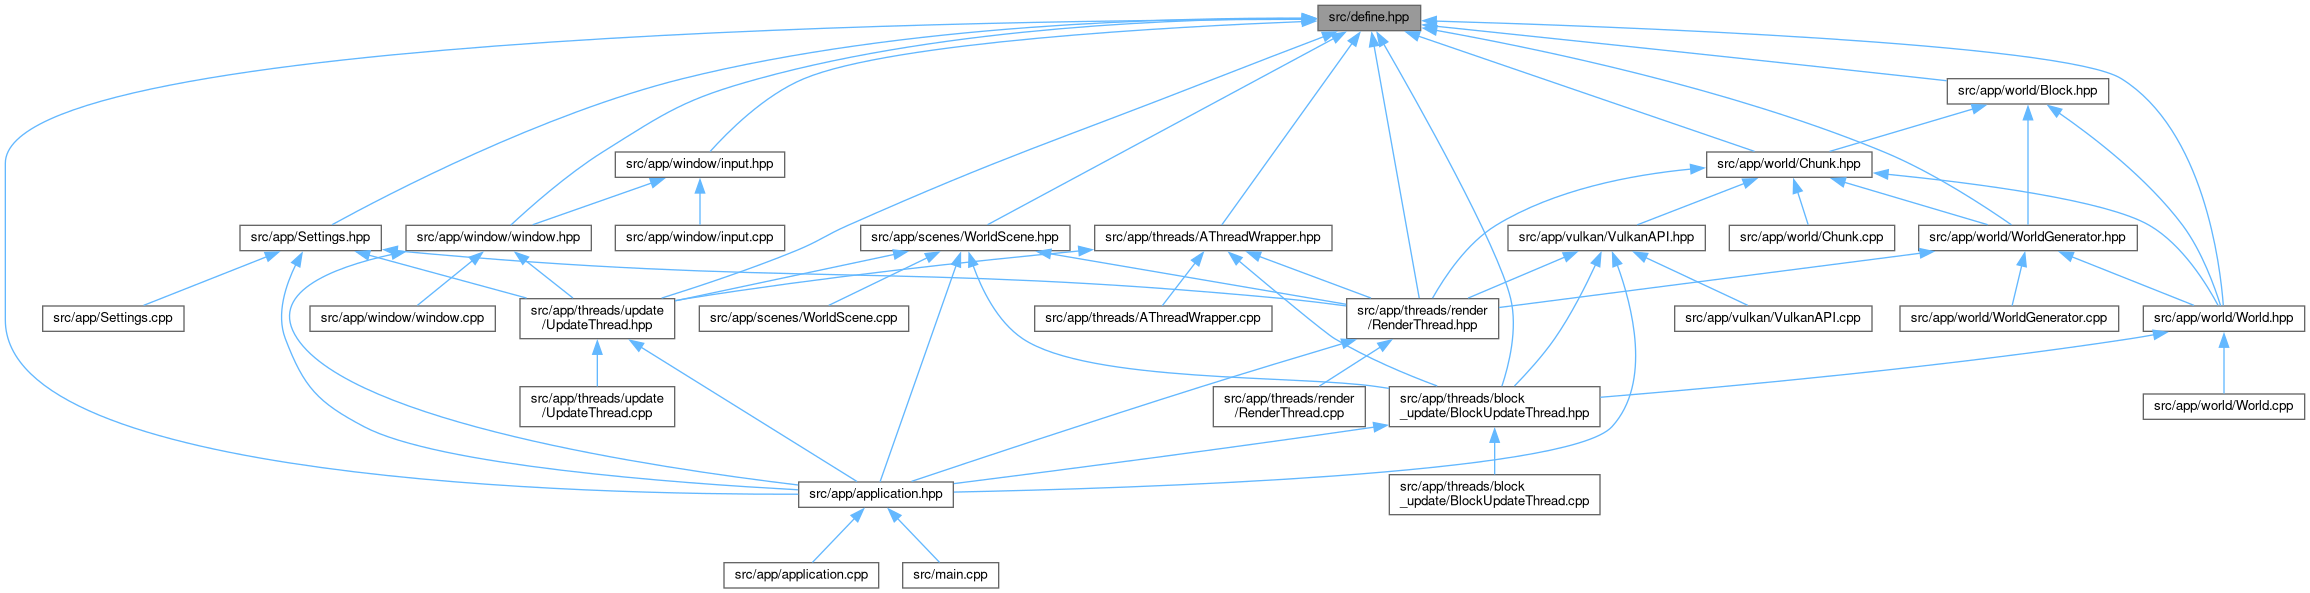 src/define.hpp
src/app/world/Block.hpp
src/app/window/input.hpp
src/app/world/Chunk.hpp
src/app/Settings.hpp
src/app/window/window.hpp
src/app/window/input.cpp
src/app/scenes/WorldScene.hpp
src/app/threads/AThreadWrapper.hpp
src/app/vulkan/VulkanAPI.hpp
src/app/world/Chunk.cpp
src/app/world/WorldGenerator.hpp
src/app/Settings.cpp
src/app/window/window.cpp
src/app/threads/update
/UpdateThread.hpp
src/app/scenes/WorldScene.cpp
src/app/threads/AThreadWrapper.cpp
src/app/threads/render
/RenderThread.hpp
src/app/vulkan/VulkanAPI.cpp
src/app/world/WorldGenerator.cpp
src/app/world/World.hpp
src/app/threads/update
/UpdateThread.cpp
src/app/threads/render
/RenderThread.cpp
src/app/threads/block
_update/BlockUpdateThread.hpp
src/app/world/World.cpp
src/app/application.hpp
src/app/threads/block
_update/BlockUpdateThread.cpp
src/app/application.cpp
src/main.cpp